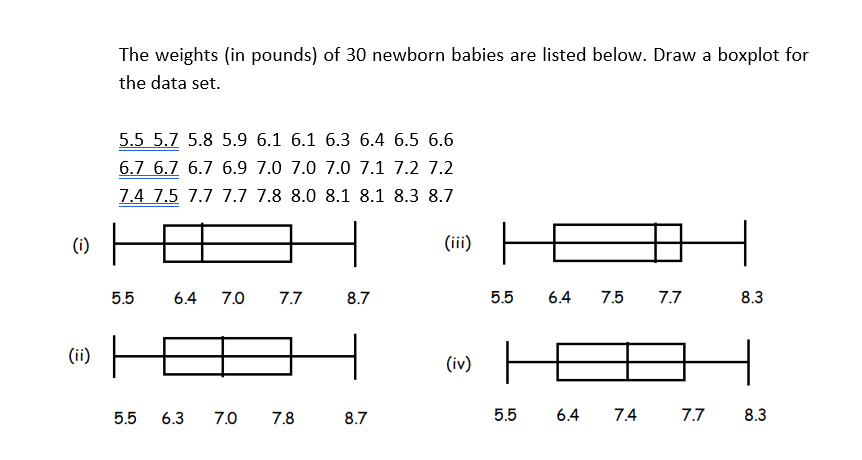 The weights (in pounds) of 30 newborn babies are listed below. Draw a boxplot for
the data set.
5.5 5.7 5.8 5.9 6.1 6.1 6.3 6.4 6.5 6.6
6.7 6.7 6.7 6.9 7.0 7.0 7.0 7.1 7.2 7.2
7.4 7.5 7.7 7.7 7.8 8.0 8.1 8.1 8.3 8.7
(i)
5.5 6.4 7.0 7.7 8.7
(iii)
5.5 6.4 7.5 7.7 8.3
(ii)
5.5 6.3 7.0 7.8 8.7
(iv)
5.5 6.4 7.4 7.7 8.3